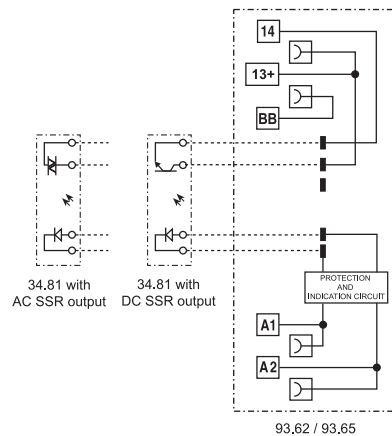 14
13+
BB
34.81 with
AC SSR output
34.81 with
DC SSR output
PROTECTION
AND
INDICATION CIRCUIT
A1
A2
93.62 / 93.65